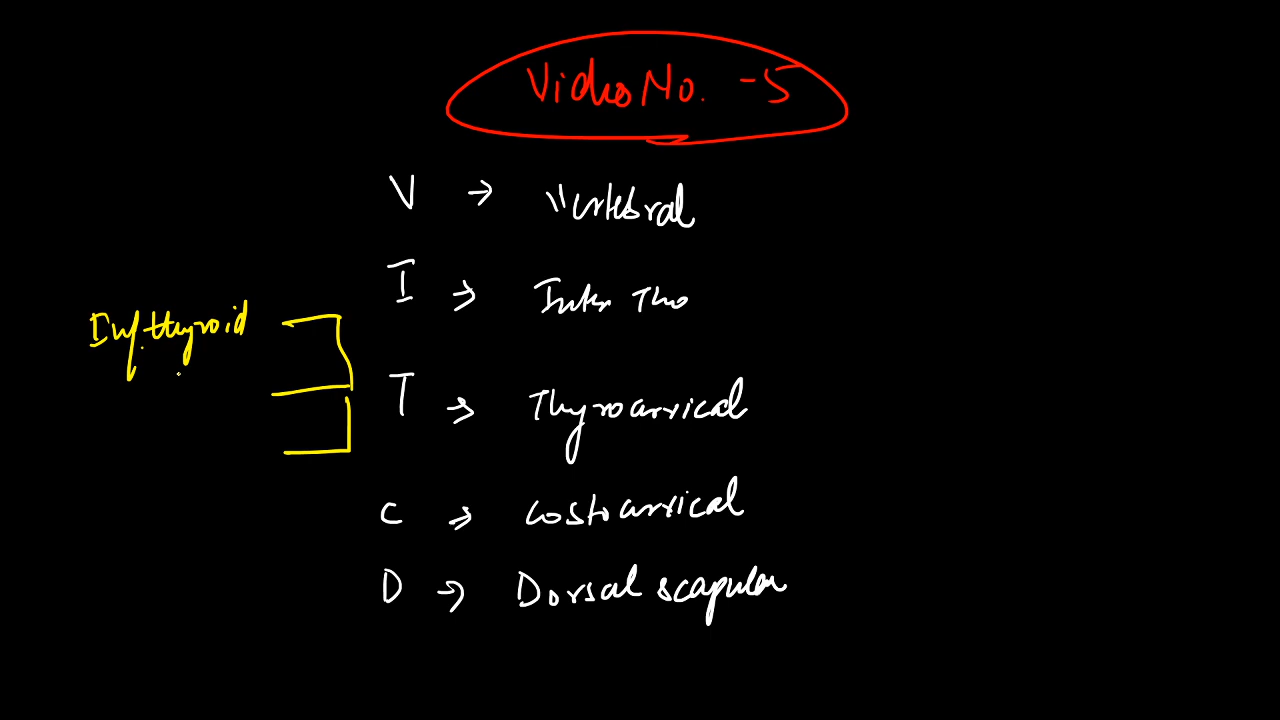 Video No. - 5
V → Vertebral
I → Inter Tho
Inf. thyroid
T → Thyrocervical
C → Costocervical
D → Dorsal scapular